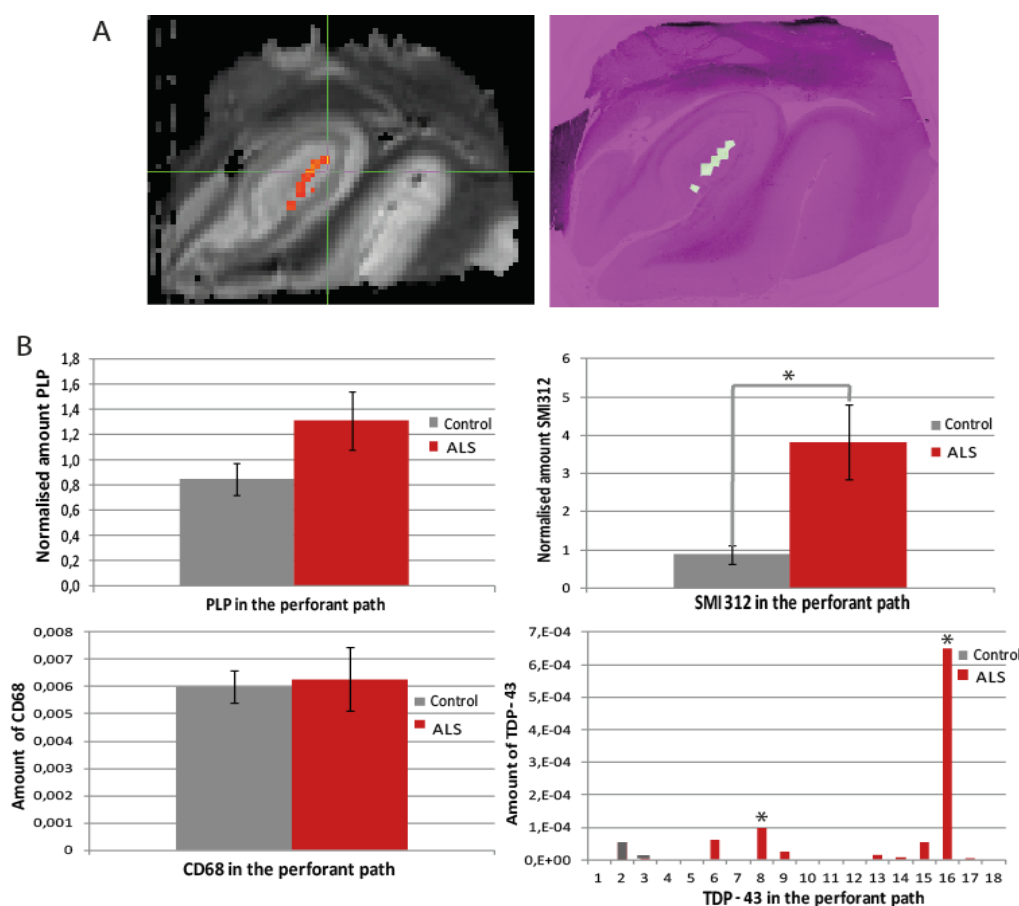 A
B
Normalised amount PLP
1,8
1,6
1,4
1,2
1,0
0,8
0,6
0,4
0,2
0,0
Control
ALS
PLP in the perforant path
Normalised amount SMI312
6
5
4
3
2
1
0
*
Control
ALS
SMI312 in the perforant path
Amount of CD68
0,008
0,007
0,006
0,005
0,004
0,003
0,002
0,001
0
Control
ALS
CD68 in the perforant path
Amount of TDP-43
7,E-04
6,E-04
5,E-04
4,E-04
3,E-04
2,E-04
1,E-04
0,E+00
*
*
Control
ALS
1 2 3 4 5 6 7 8 9 10 11 12 13 14 15 16 17 18
TDP-43 in the perforant path